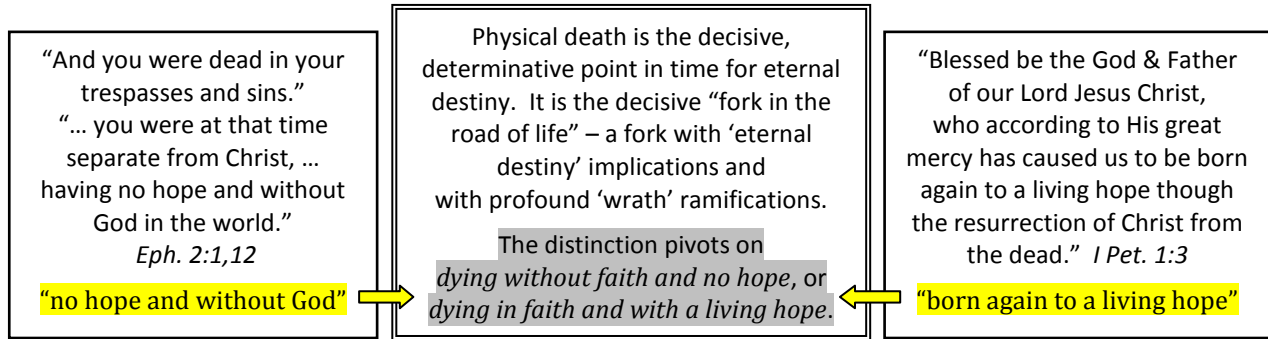 “And you were dead in your
trespasses and sins.”
“… you were at that time
separate from Christ, …
having no hope and without
God in the world.”
Eph. 2:1,12
“no hope and without God”
Physical death is the decisive,
determinative point in time for eternal
destiny.  It is the decisive “fork in the
road of life” – a fork with ‘eternal
destiny’ implications and
with profound ‘wrath’ ramifications.
The distinction pivots on
dying without faith and no hope, or
dying in faith and with a living hope.
“Blessed be the God & Father
of our Lord Jesus Christ,
who according to His great
mercy has caused us to be born
again to a living hope though
the resurrection of Christ from
the dead.”  I Pet. 1:3
“born again to a living hope”